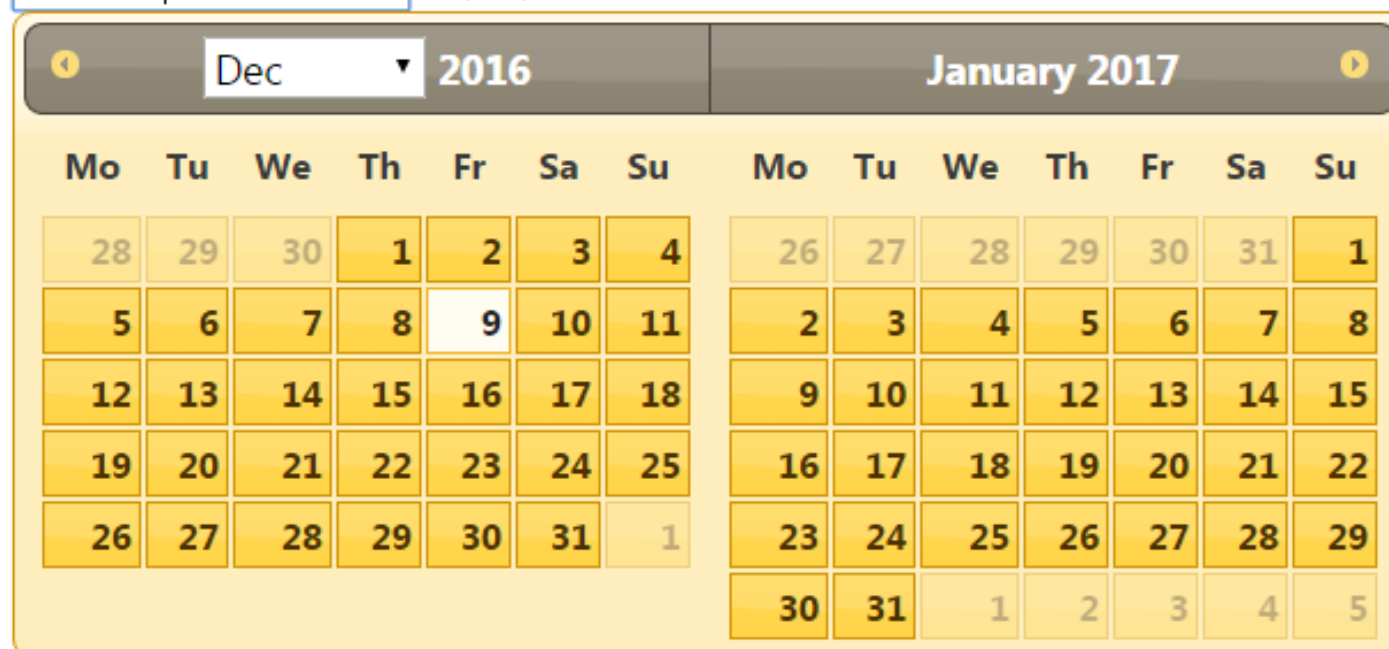 Dec 2016 January 2017
Mo Tu We Th Fr Sa Su Mo Tu We Th Fr Sa Su
28 29 30 1 2 3 4 26 27 28 29 30 31 1
5 6 7 8 9 10 11 2 3 4 5 6 7 8
12 13 14 15 16 17 18 9 10 11 12 13 14 15
19 20 21 22 23 24 25 16 17 18 19 20 21 22
26 27 28 29 30 31 1 23 24 25 26 27 28 29
30 31 1 2 3 4 5